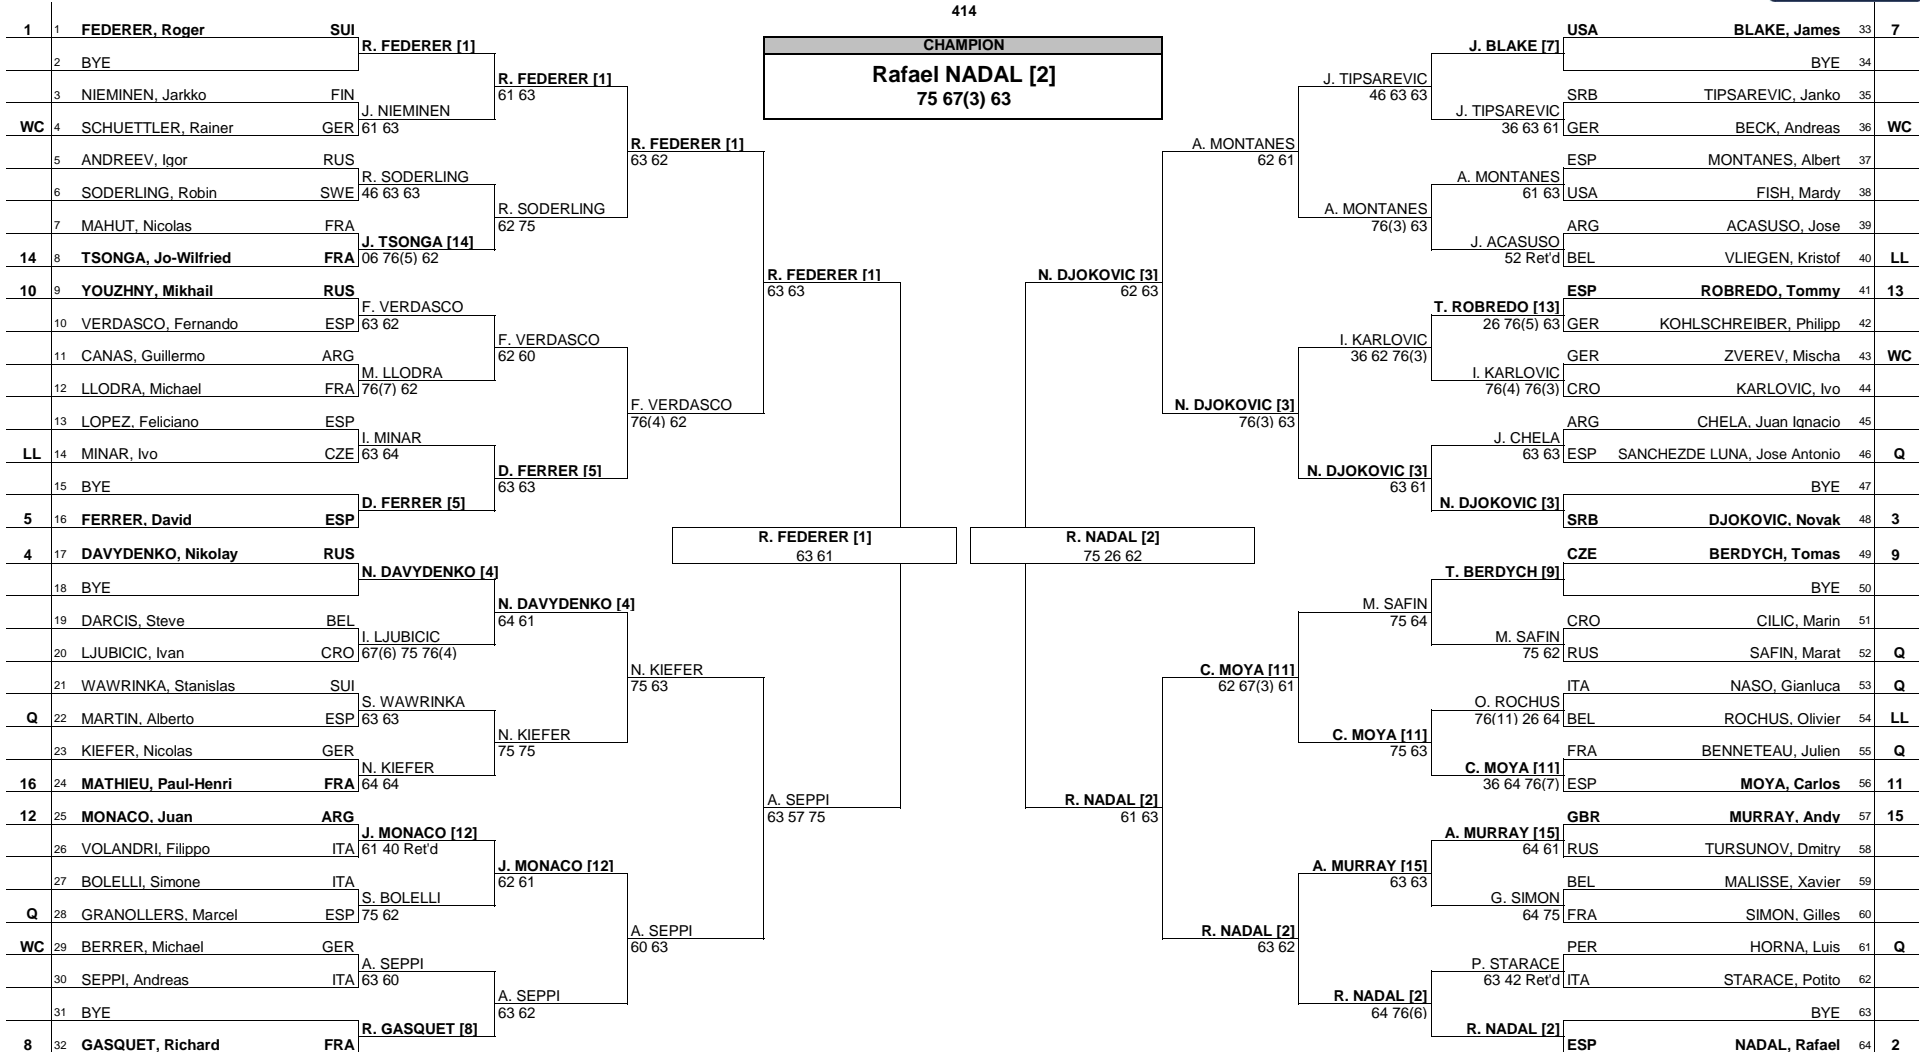 414
CHAMPION
Rafael NADAL [2]
75 67(3) 63
1 1 FEDERER, Roger SUI
2 BYE
3 NIEMINEN, Jarkko FIN
WC 4 SCHUETTLER, Rainer GER
5 ANDREEV, Igor RUS
6 SODERLING, Robin SWE
7 MAHUT, Nicolas FRA
14 8 TSONGA, Jo-Wilfried FRA
10 9 YOUZHNY, Mikhail RUS
10 VERDASCO, Fernando ESP
11 CANAS, Guillermo ARG
12 LLODRA, Michael FRA
13 LOPEZ, Feliciano ESP
LL 14 MINAR, Ivo CZE
15 BYE
5 16 FERRER, David ESP
4 17 DAVYDENKO, Nikolay RUS
18 BYE
19 DARCIS, Steve BEL
20 LJUBICIC, Ivan CRO
21 WAWRINKA, Stanislas SUI
Q 22 MARTIN, Alberto ESP
23 KIEFER, Nicolas GER
16 24 MATHIEU, Paul-Henri FRA
12 25 MONACO, Juan ARG
26 VOLANDRI, Filippo ITA
27 BOLELLI, Simone ITA
Q 28 GRANOLLERS, Marcel ESP
WC 29 BERRER, Michael GER
30 SEPPI, Andreas ITA
31 BYE
8 32 GASQUET, Richard FRA
R. FEDERER [1]
J. NIEMINEN
61 63
R. SODERLING
46 63 63
J. TSONGA [14]
06 76(5) 62
F. VERDASCO
63 62
M. LLODRA
76(7) 62
I. MINAR
63 64
D. FERRER [5]
N. DAVYDENKO [4]
I. LJUBICIC
67(6) 75 76(4)
S. WAWRINKA
63 63
N. KIEFER
64 64
J. MONACO [12]
61 40 Ret'd
S. BOLELLI
75 62
A. SEPPI
63 60
R. GASQUET [8]
R. FEDERER [1]
61 63
R. SODERLING
62 75
F. VERDASCO
62 60
D. FERRER [5]
63 63
N. DAVYDENKO [4]
64 61
N. KIEFER
75 75
J. MONACO [12]
62 61
A. SEPPI
63 62
R. FEDERER [1]
63 62
F. VERDASCO
76(4) 62
N. KIEFER
75 63
A. SEPPI
60 63
R. FEDERER [1]
63 63
A. SEPPI
63 57 75
R. FEDERER [1]
63 61
R. NADAL [2]
75 26 62
N. DJOKOVIC [3]
62 63
R. NADAL [2]
61 63
A. MONTANES
62 61
N. DJOKOVIC [3]
76(3) 63
C. MOYA [11]
62 67(3) 61
R. NADAL [2]
63 62
J. TIPSAREVIC
46 63 63
A. MONTANES
76(3) 63
I. KARLOVIC
36 62 76(3)
N. DJOKOVIC [3]
63 61
M. SAFIN
75 64
C. MOYA [11]
75 63
A. MURRAY [15]
63 63
R. NADAL [2]
64 76(6)
J. BLAKE [7]
J. TIPSAREVIC
36 63 61
A. MONTANES
61 63
J. ACASUSO
52 Ret'd
T. ROBREDO [13]
26 76(5) 63
I. KARLOVIC
76(4) 76(3)
J. CHELA
63 63
N. DJOKOVIC [3]
T. BERDYCH [9]
M. SAFIN
75 62
O. ROCHUS
76(11) 26 64
C. MOYA [11]
36 64 76(7)
A. MURRAY [15]
64 61
G. SIMON
64 75
P. STARACE
63 42 Ret'd
R. NADAL [2]
USA BLAKE, James 33 7
BYE 34
SRB TIPSAREVIC, Janko 35
GER BECK, Andreas 36 WC
ESP MONTANES, Albert 37
USA FISH, Mardy 38
ARG ACASUSO, Jose 39
BEL VLIEGEN, Kristof 40 LL
ESP ROBREDO, Tommy 41 13
GER KOHLSCHREIBER, Philipp 42
GER ZVEREV, Mischa 43 WC
CRO KARLOVIC, Ivo 44
ARG CHELA, Juan Ignacio 45
ESP SANCHEZDE LUNA, Jose Antonio 46 Q
BYE 47
SRB DJOKOVIC, Novak 48 3
CZE BERDYCH, Tomas 49 9
BYE 50
CRO CILIC, Marin 51
RUS SAFIN, Marat 52 Q
ITA NASO, Gianluca 53 Q
BEL ROCHUS, Olivier 54 LL
FRA BENNETEAU, Julien 55 Q
ESP MOYA, Carlos 56 11
GBR MURRAY, Andy 57 15
RUS TURSUNOV, Dmitry 58
BEL MALISSE, Xavier 59
FRA SIMON, Gilles 60
PER HORNA, Luis 61 Q
ITA STARACE, Potito 62
BYE 63
ESP NADAL, Rafael 64 2